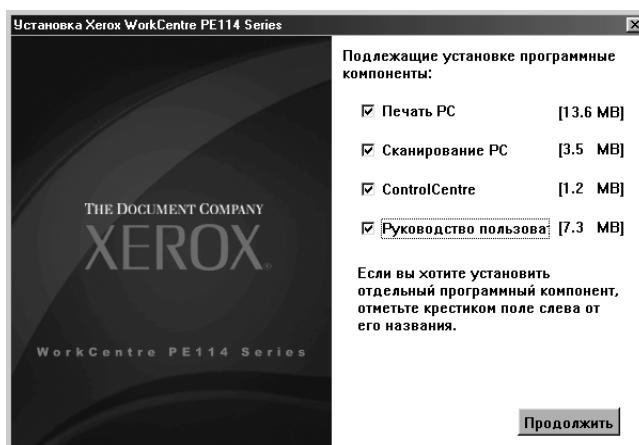 Установка Xerox WorkCentre PE114 Series
THE DOCUMENT COMPANY
XEROX®
WorkCentre PE114 Series
Подлежащие установке программные
компоненты:
Печать PC [13.6 MB]
Сканирование PC [3.5 MB]
ControlCentre [1.2 MB]
Руководство пользоват [7.3 MB]
Если вы хотите установить
отдельный программный компонент,
отметьте крестиком поле слева от
его названия.
Продолжить